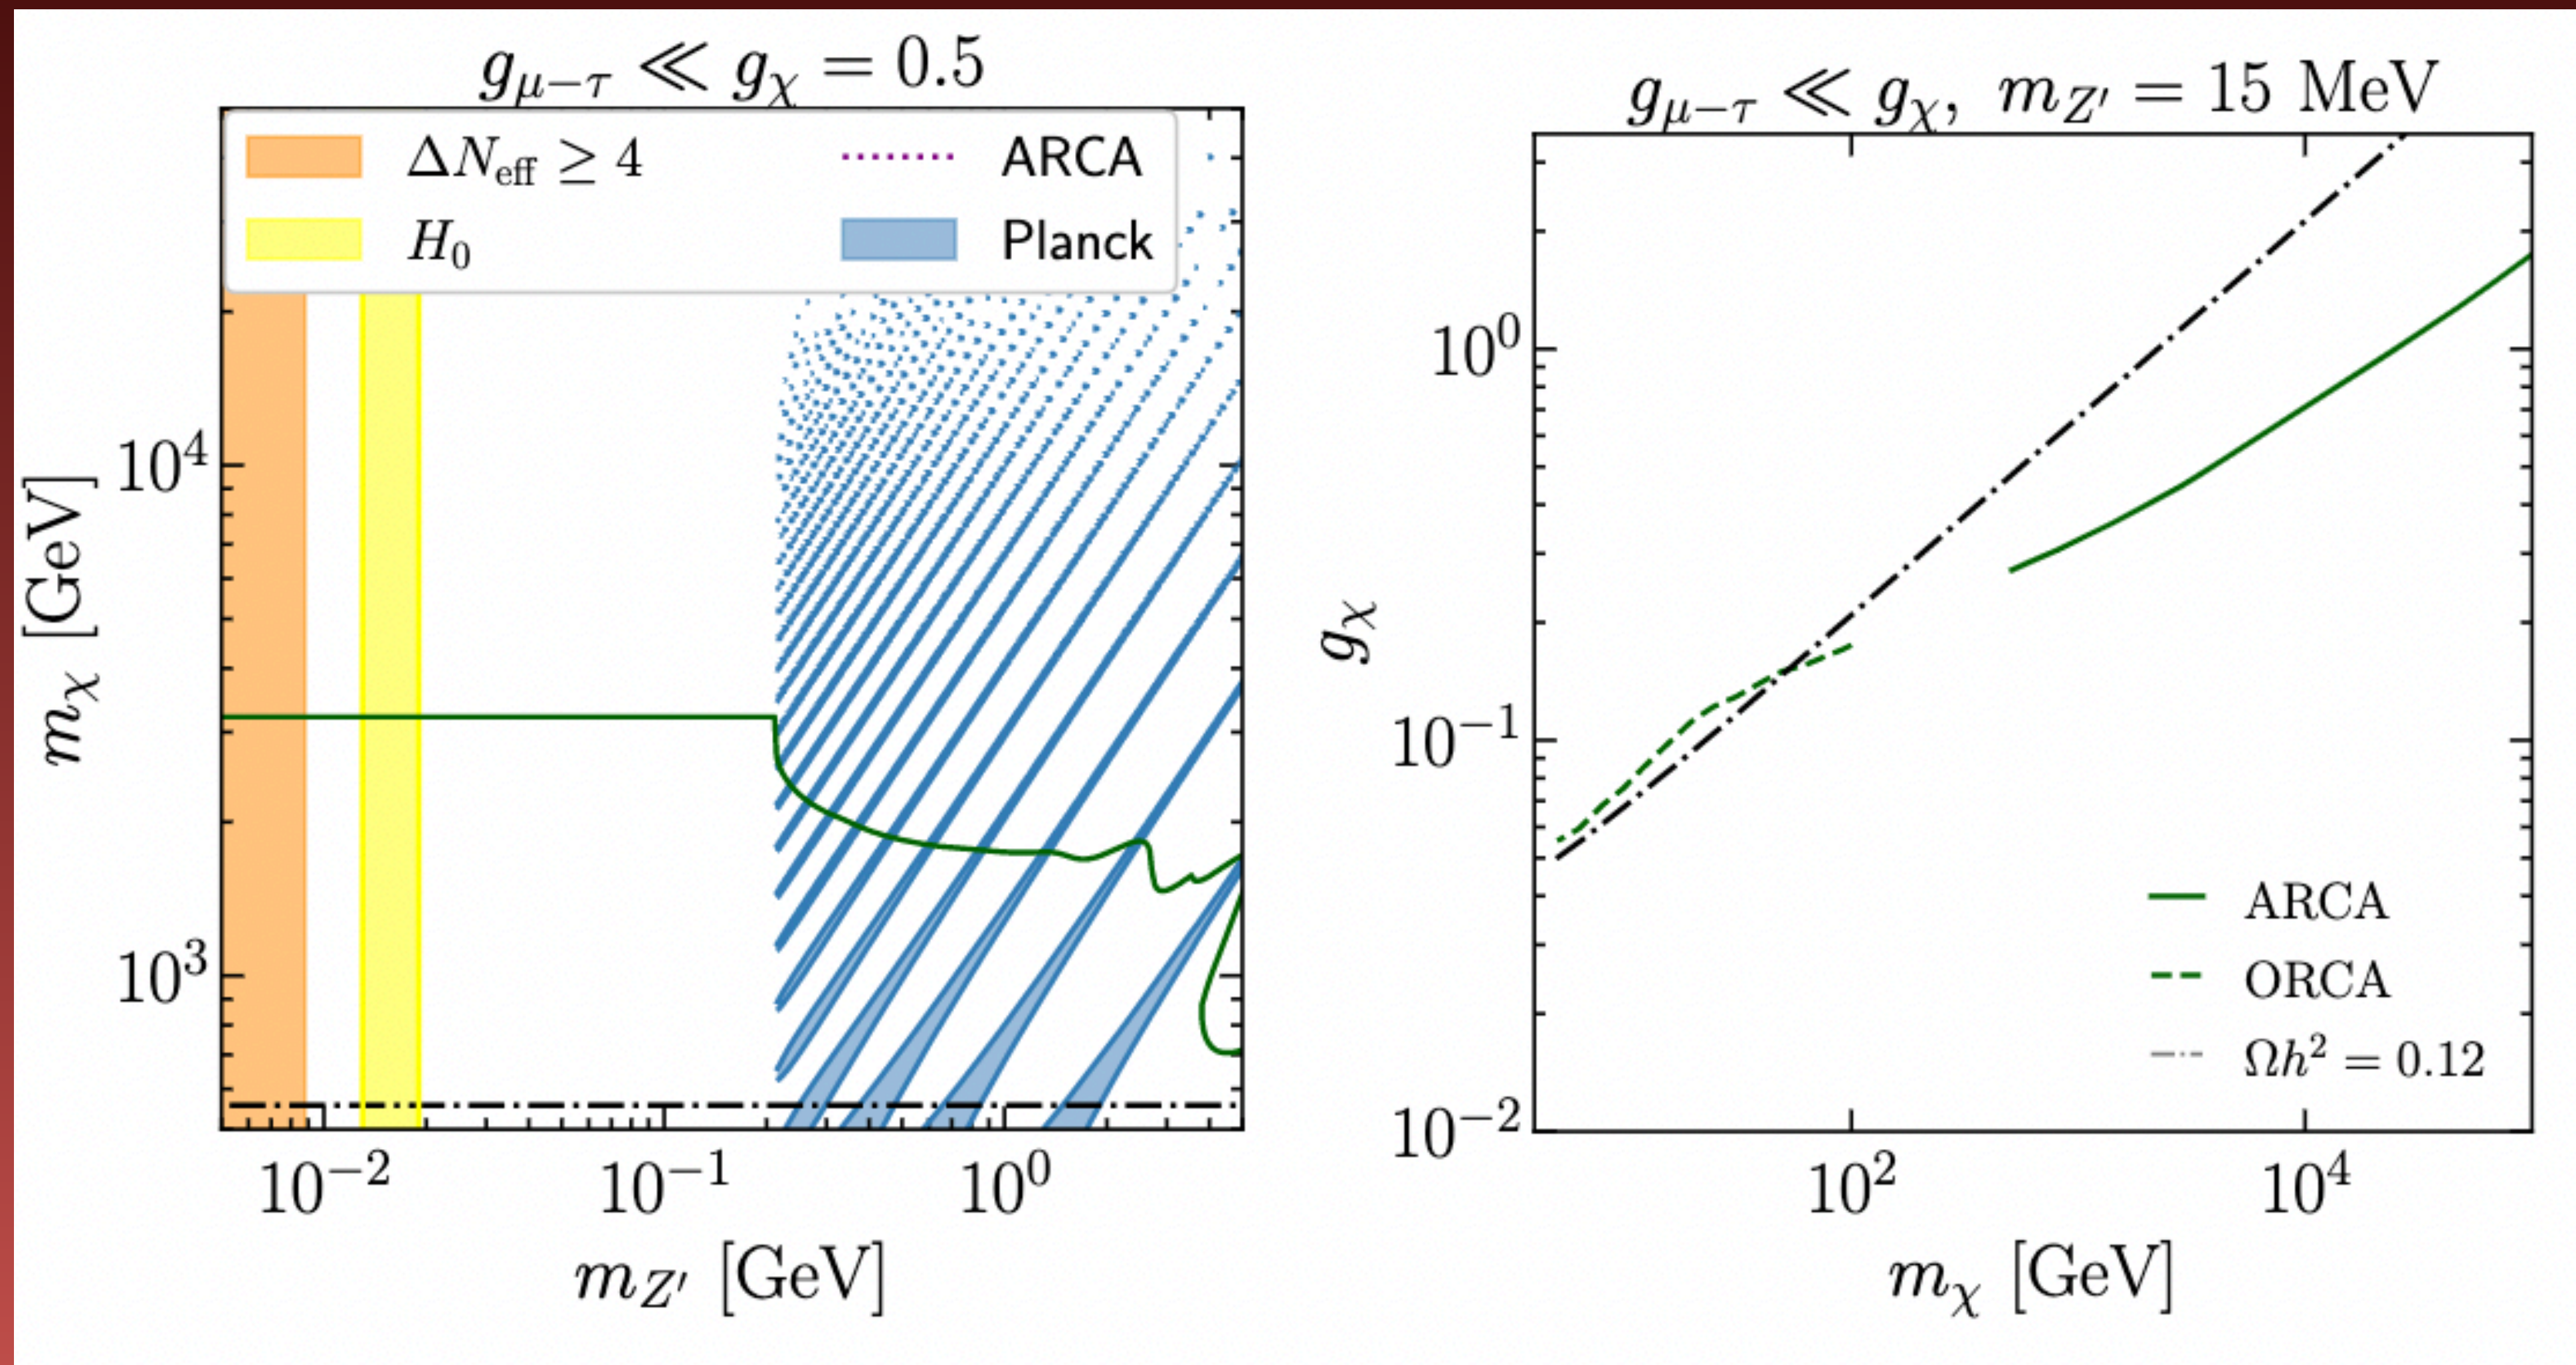 g_{μ−τ} ≪ g_χ = 0.5
ΔN_eff ≥ 4
H_0
ARCA
Planck
10^4
10^3
m_χ [GeV]
10^{-2}
10^{-1}
10^0
m_{Z'} [GeV]
g_{μ−τ} ≪ g_χ, m_{Z'} = 15 MeV
10^0
10^{-1}
10^{-2}
g_χ
ARCA
ORCA
Ωh^2 = 0.12
10^2
10^4
m_χ [GeV]